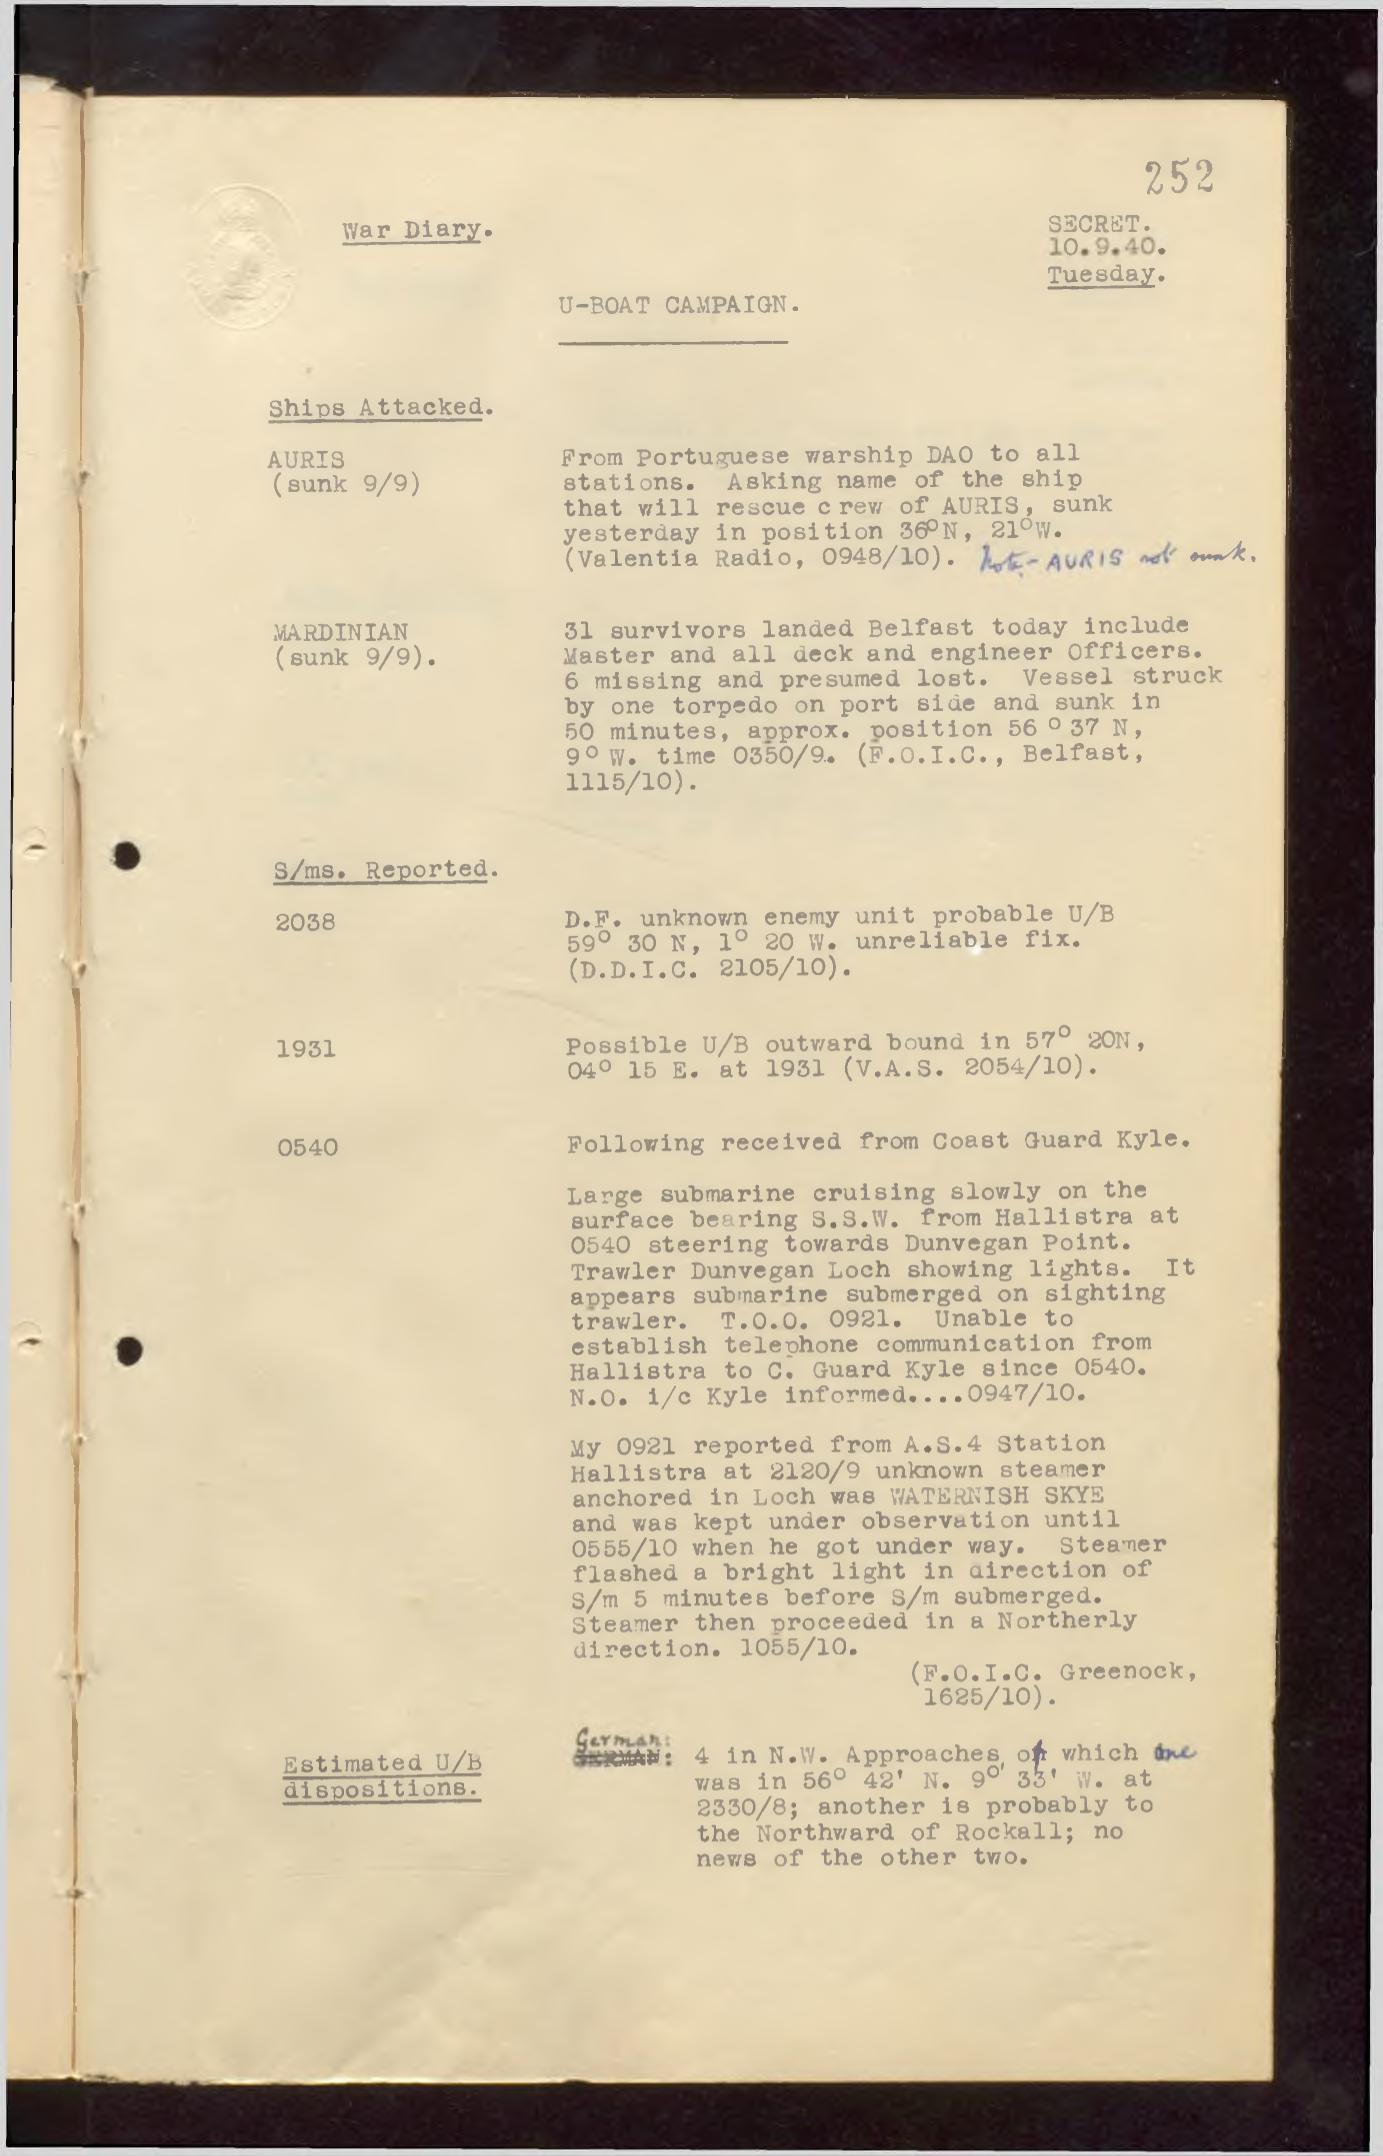 252
War Diary.
SECRET.
10.9.40.
Tuesday.
U-BOAT CAMPAIGN.
Ships Attacked.
AURIS
(sunk 9/9)
From Portuguese warship DAO to all
stations. Asking name of the ship
that will rescue crew of AURIS, sunk
yesterday in position 36°N, 21°W.
(Valentia Radio, 0948/10). Note- AURIS not sunk.
MARDINIAN
(sunk 9/9).
31 survivors landed Belfast today include
Master and all deck and engineer Officers.
6 missing and presumed lost. Vessel struck
by one torpedo on port side and sunk in
50 minutes, approx. position 56 ° 37 N,
9° W. time 0350/9. (F.O.I.C., Belfast,
1115/10).
S/ms. Reported.
2038
D.F. unknown enemy unit probable U/B
59° 30 N, 1° 20 W. unreliable fix.
(D.D.I.C. 2105/10).
1931
Possible U/B outward bound in 57° 20N,
04° 15 E. at 1931 (V.A.S. 2054/10).
0540
Following received from Coast Guard Kyle.
Large submarine cruising slowly on the
surface bearing S.S.W. from Hallistra at
0540 steering towards Dunvegan Point.
Trawler Dunvegan Loch showing lights. It
appears submarine submerged on sighting
trawler. T.O.O. 0921. Unable to
establish telephone communication from
Hallistra to C. Guard Kyle since 0540.
N.O. i/c Kyle informed....0947/10.
My 0921 reported from A.S.4 Station
Hallistra at 2120/9 unknown steamer
anchored in Loch was WATERNISH SKYE
and was kept under observation until
0555/10 when he got under way. Steamer
flashed a bright light in direction of
S/m 5 minutes before S/m submerged.
Steamer then proceeded in a Northerly
direction. 1055/10.
(F.O.I.C. Greenock,
1625/10).
Estimated U/B
dispositions.
German:
GERMAN: 4 in N.W. Approaches, of which one
was in 56° 42' N. 9° 33' W. at
2330/8; another is probably to
the Northward of Rockall; no
news of the other two.